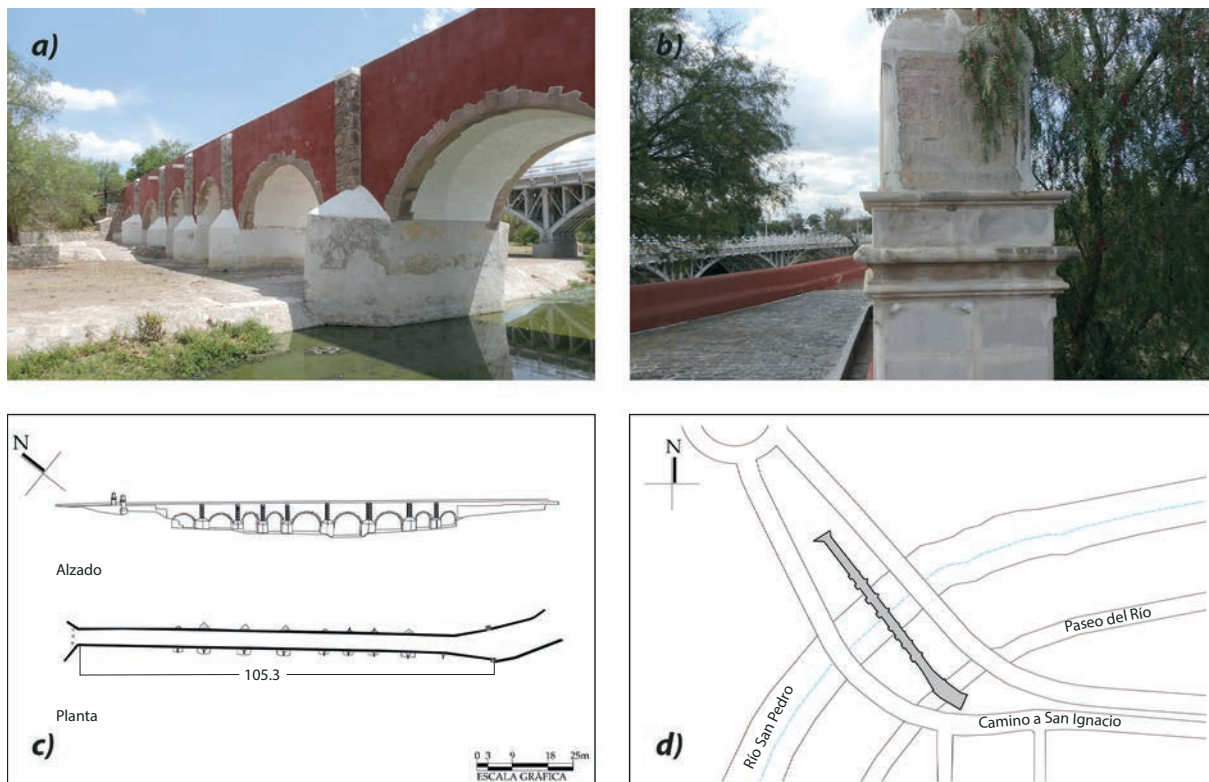 a)
b)
N
Alzado
105.3
Planta
c)
0 3 9 18 25m
ESCALA GRÁFICA
N
Río San Pedro
Paseo del Río
Camino a San Ignacio
d)